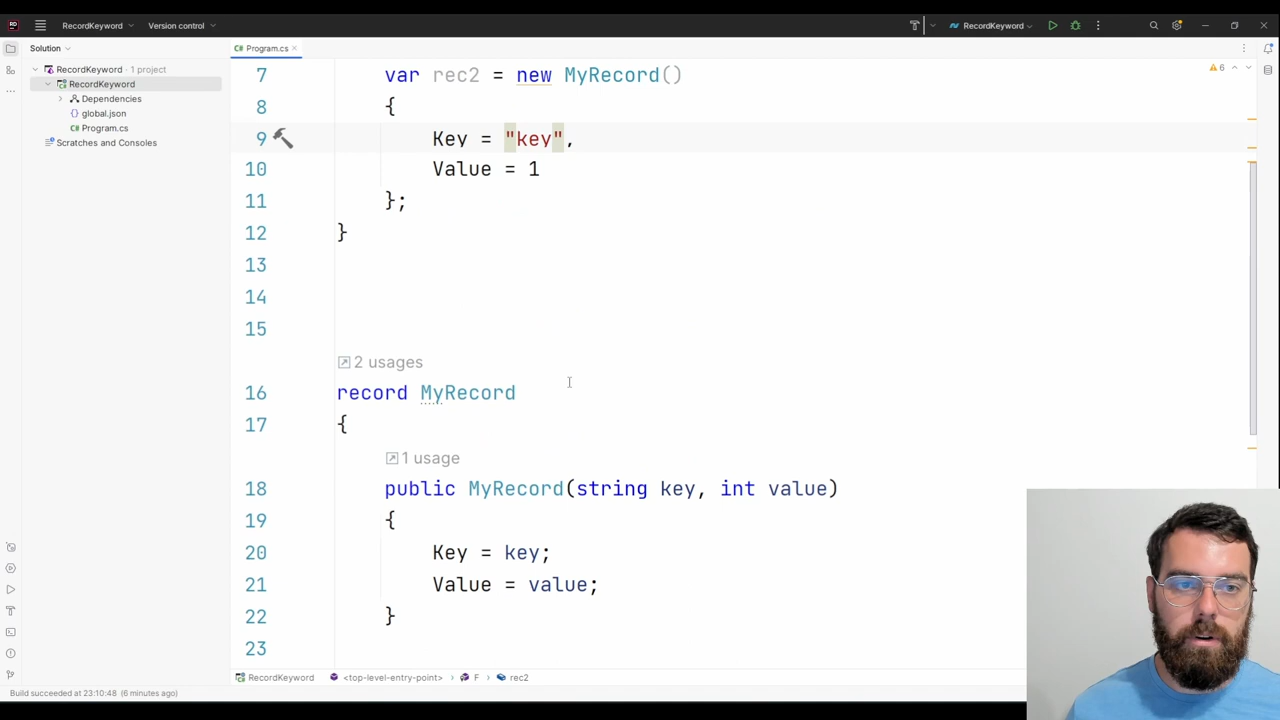 RecordKeyword
Version control
RecordKeyword
Solution
Program.cs
RecordKeyword · 1 project
RecordKeyword
Dependencies
global.json
Program.cs
Scratches and Consoles
6
7 var rec2 = new MyRecord()
8 {
9 Key = "key",
10 Value = 1
11 };
12 }
13
14
15
2 usages
16 record MyRecord
17 {
1 usage
18 public MyRecord(string key, int value)
19 {
20 Key = key;
21 Value = value;
22 }
23
RecordKeyword <top-level-entry-point> F rec2
Build succeeded at 23:10:48 (6 minutes ago)